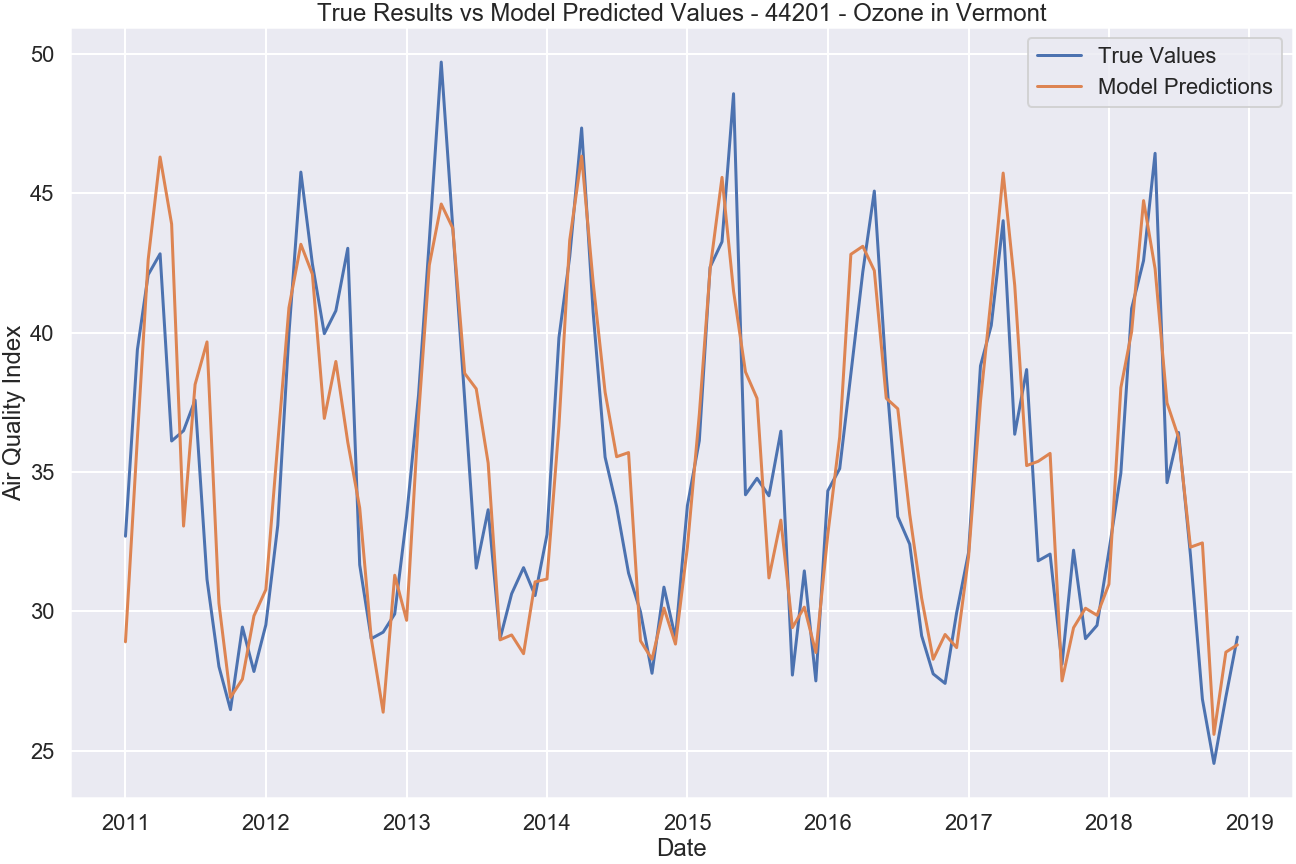 True Results vs Model Predicted Values - 44201 - Ozone in Vermont
True Values
Model Predictions
Air Quality Index
50
45
40
35
30
25
2011 2012 2013 2014 2015 2016 2017 2018 2019
Date